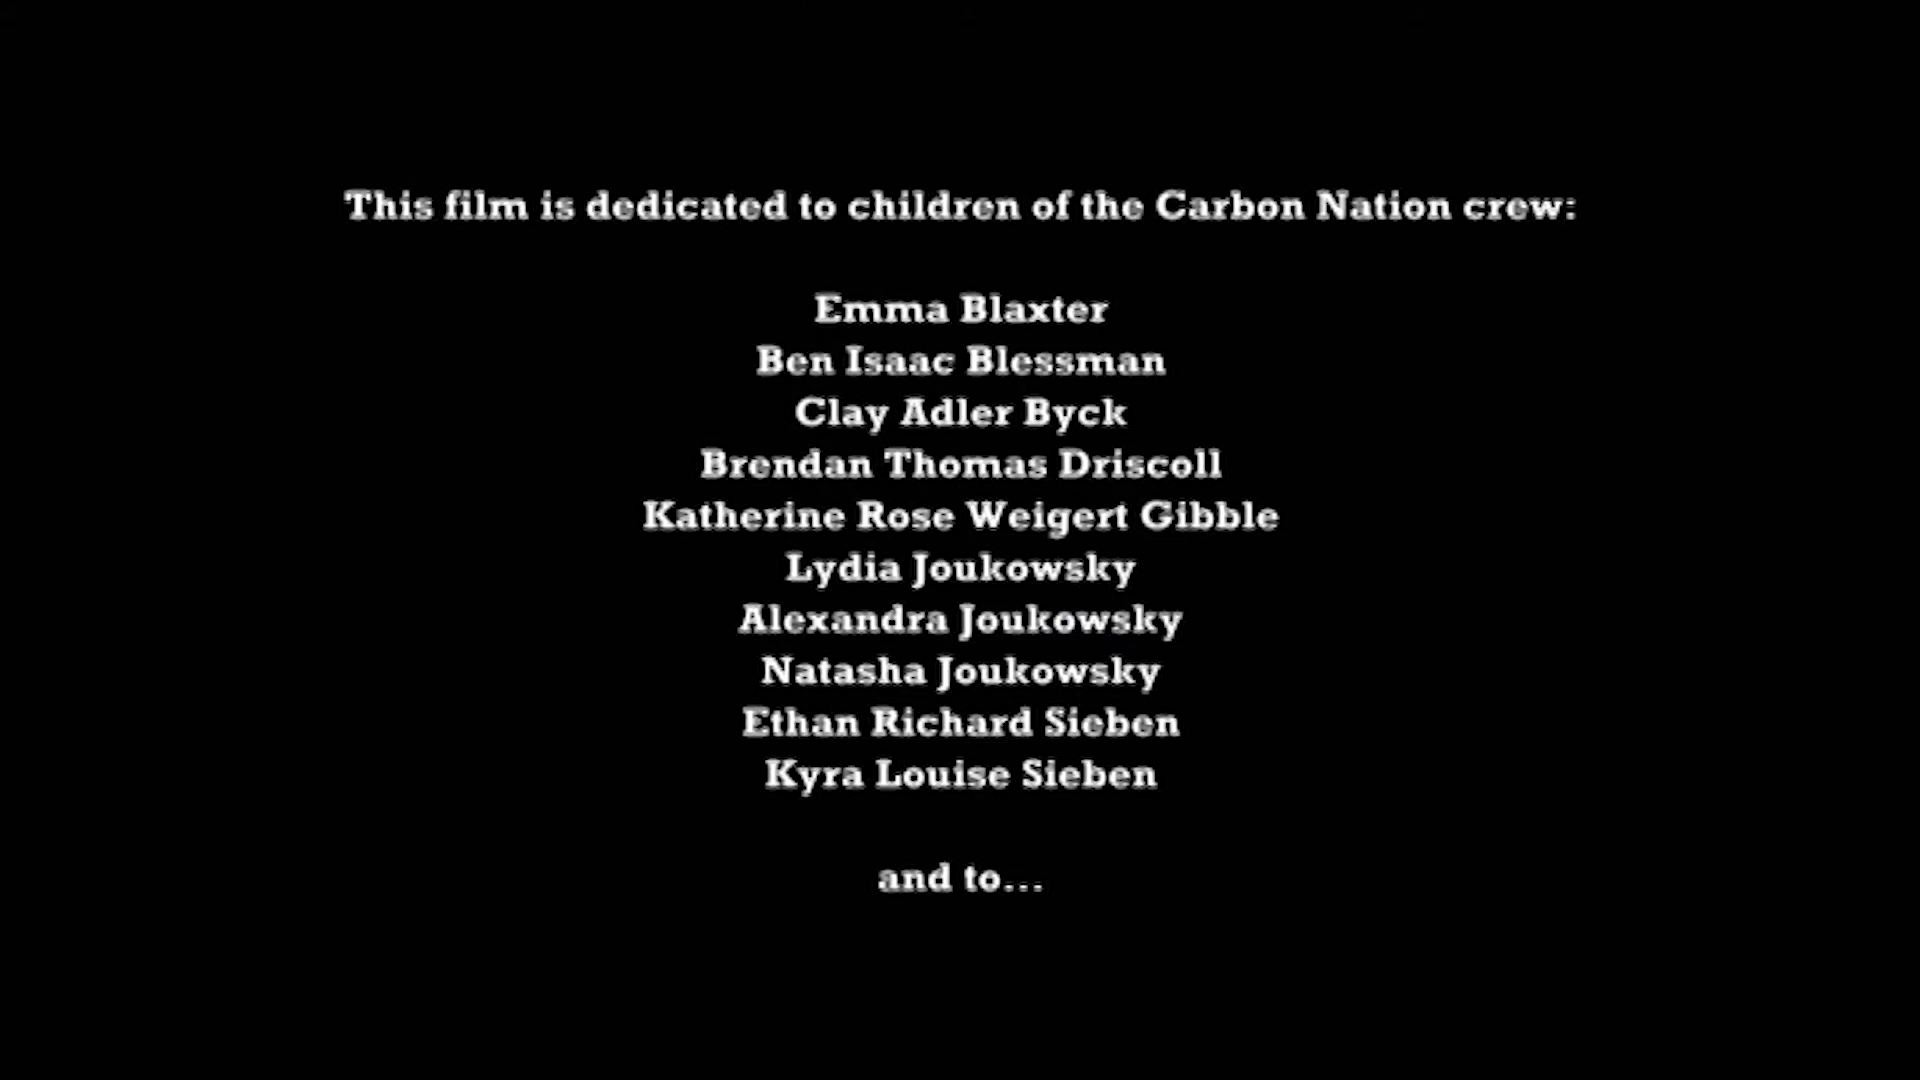 This film is dedicated to children of the Carbon Nation crew:
Emma Blaxter
Ben Isaac Blessman
Clay Adler Byck
Brendan Thomas Driscoll
Katherine Rose Weigert Gibble
Lydia Joukowsky
Alexandra Joukowsky
Natasha Joukowsky
Ethan Richard Sieben
Kyra Louise Sieben
and to...